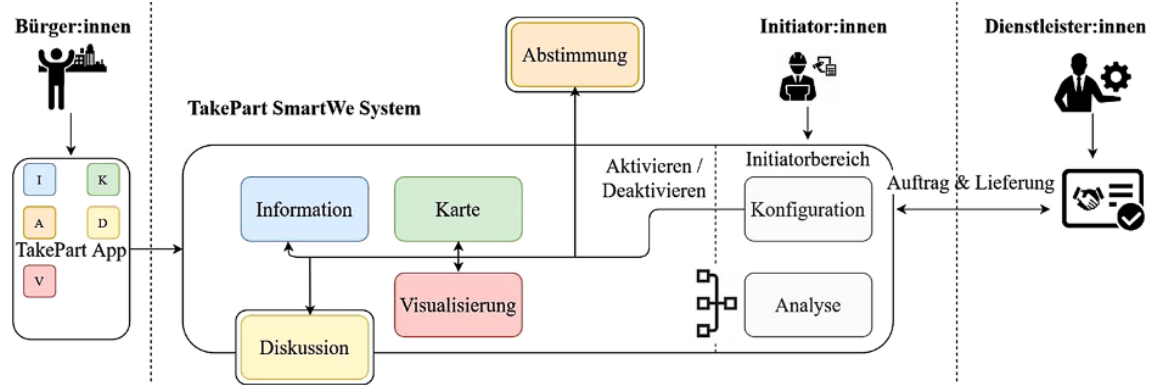 Bürger:innen
Initiator:innen
Dienstleister:innen
Abstimmung
TakePart SmartWe System
I
K
A
D
TakePart App
V
Information
Karte
Visualisierung
Diskussion
Aktivieren /
Deaktivieren
Initiatorbereich
Konfiguration
Analyse
Auftrag & Lieferung